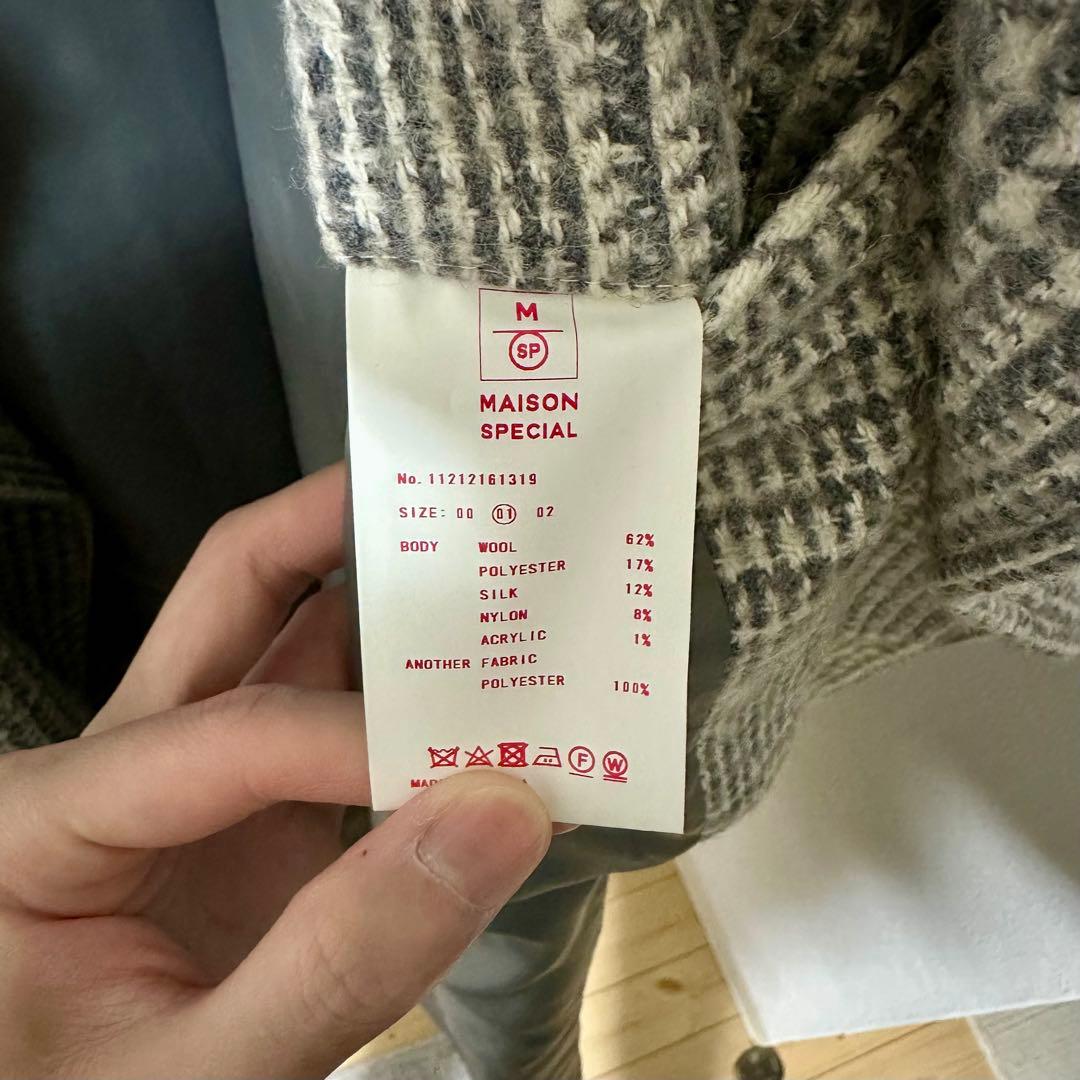 M
SP
MAISON
SPECIAL
No. 11212161319
SIZE: 00 01 02
BODY WOOL 62%
POLYESTER 17%
SILK 12%
NYLON 8%
ACRYLIC 1%
ANOTHER FABRIC
POLYESTER 100%
F W